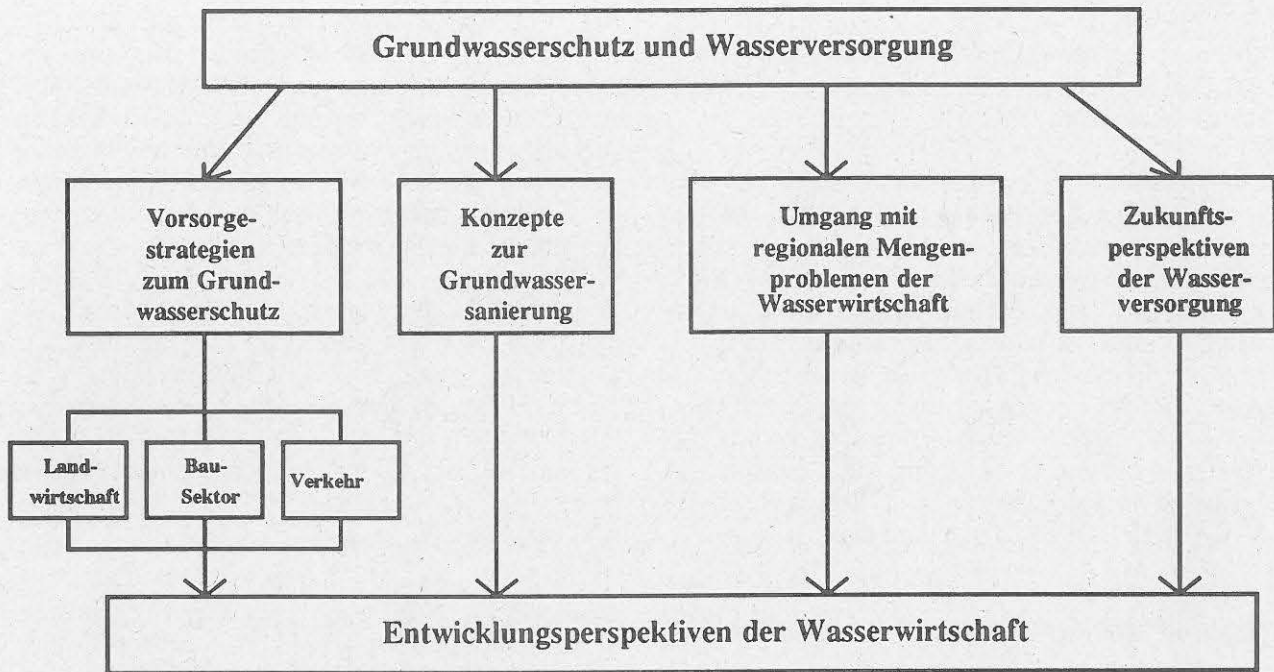 Grundwasserschutz und Wasserversorgung
Vorsorge-
strategien
zum Grund-
wasserschutz
Konzepte
zur
Grundwasser-
sanierung
Umgang mit
regionalen Mengen-
problemen der
Wasserwirtschaft
Zukunfts-
perspektiven
der Wasser-
versorgung
Land-
wirtschaft
Bau-
Sektor
Verkehr
Entwicklungsperspektiven der Wasserwirtschaft